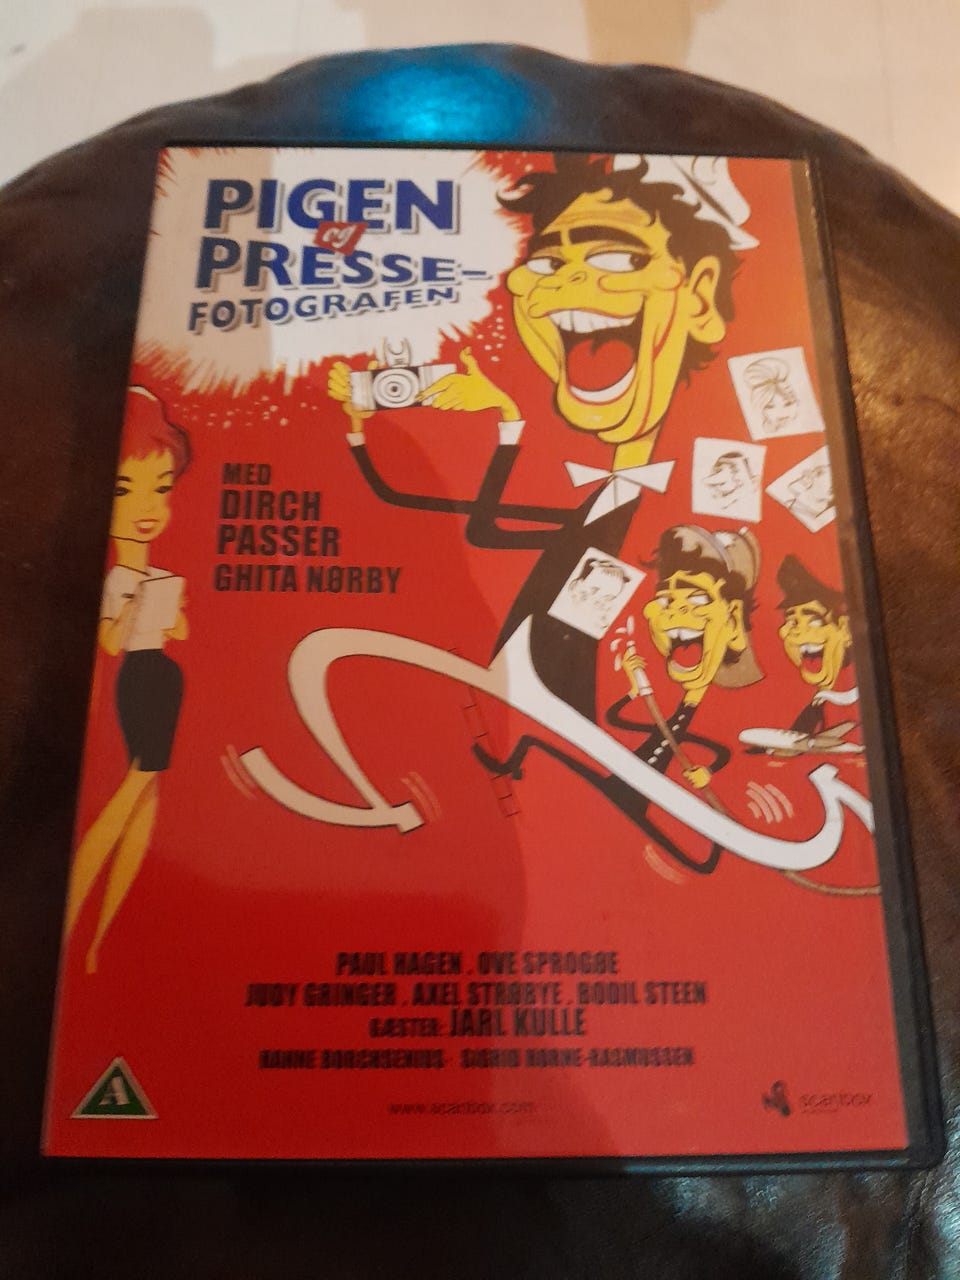 PIGEN
og
PRESSE-
FOTOGRAFEN
MED
DIRCH
PASSER
GHITA NØRBY
PAUL HAGEN . OVE SPROGØE
JUDY GRINGER . AXEL STRØBYE . BODIL STEEN
GÆSTER: JARL KULLE
HANNE BORCHSENIUS · SIGRID HORNE-RASMUSSEN
www.scanbox.com
A
scanbox